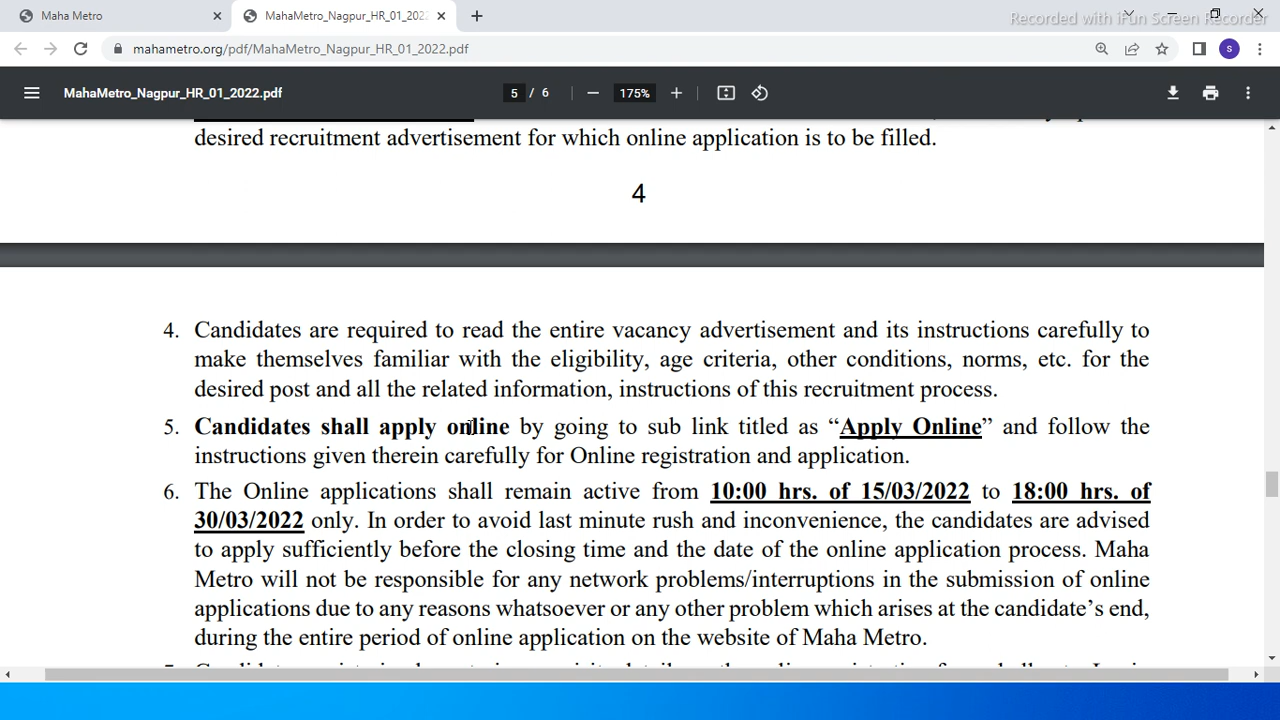 Maha Metro
MahaMetro_Nagpur_HR_01_2022
Recorded with iFun Screen Recorder
mahametro.org/pdf/MahaMetro_Nagpur_HR_01_2022.pdf
S
MahaMetro_Nagpur_HR_01_2022.pdf
5 / 6
175%
desired recruitment advertisement for which online application is to be filled.
4
4. Candidates are required to read the entire vacancy advertisement and its instructions carefully to
make themselves familiar with the eligibility, age criteria, other conditions, norms, etc. for the
desired post and all the related information, instructions of this recruitment process.
5. Candidates shall apply online by going to sub link titled as “Apply Online” and follow the
instructions given therein carefully for Online registration and application.
6. The Online applications shall remain active from 10:00 hrs. of 15/03/2022 to 18:00 hrs. of
30/03/2022 only. In order to avoid last minute rush and inconvenience, the candidates are advised
to apply sufficiently before the closing time and the date of the online application process. Maha
Metro will not be responsible for any network problems/interruptions in the submission of online
applications due to any reasons whatsoever or any other problem which arises at the candidate’s end,
during the entire period of online application on the website of Maha Metro.